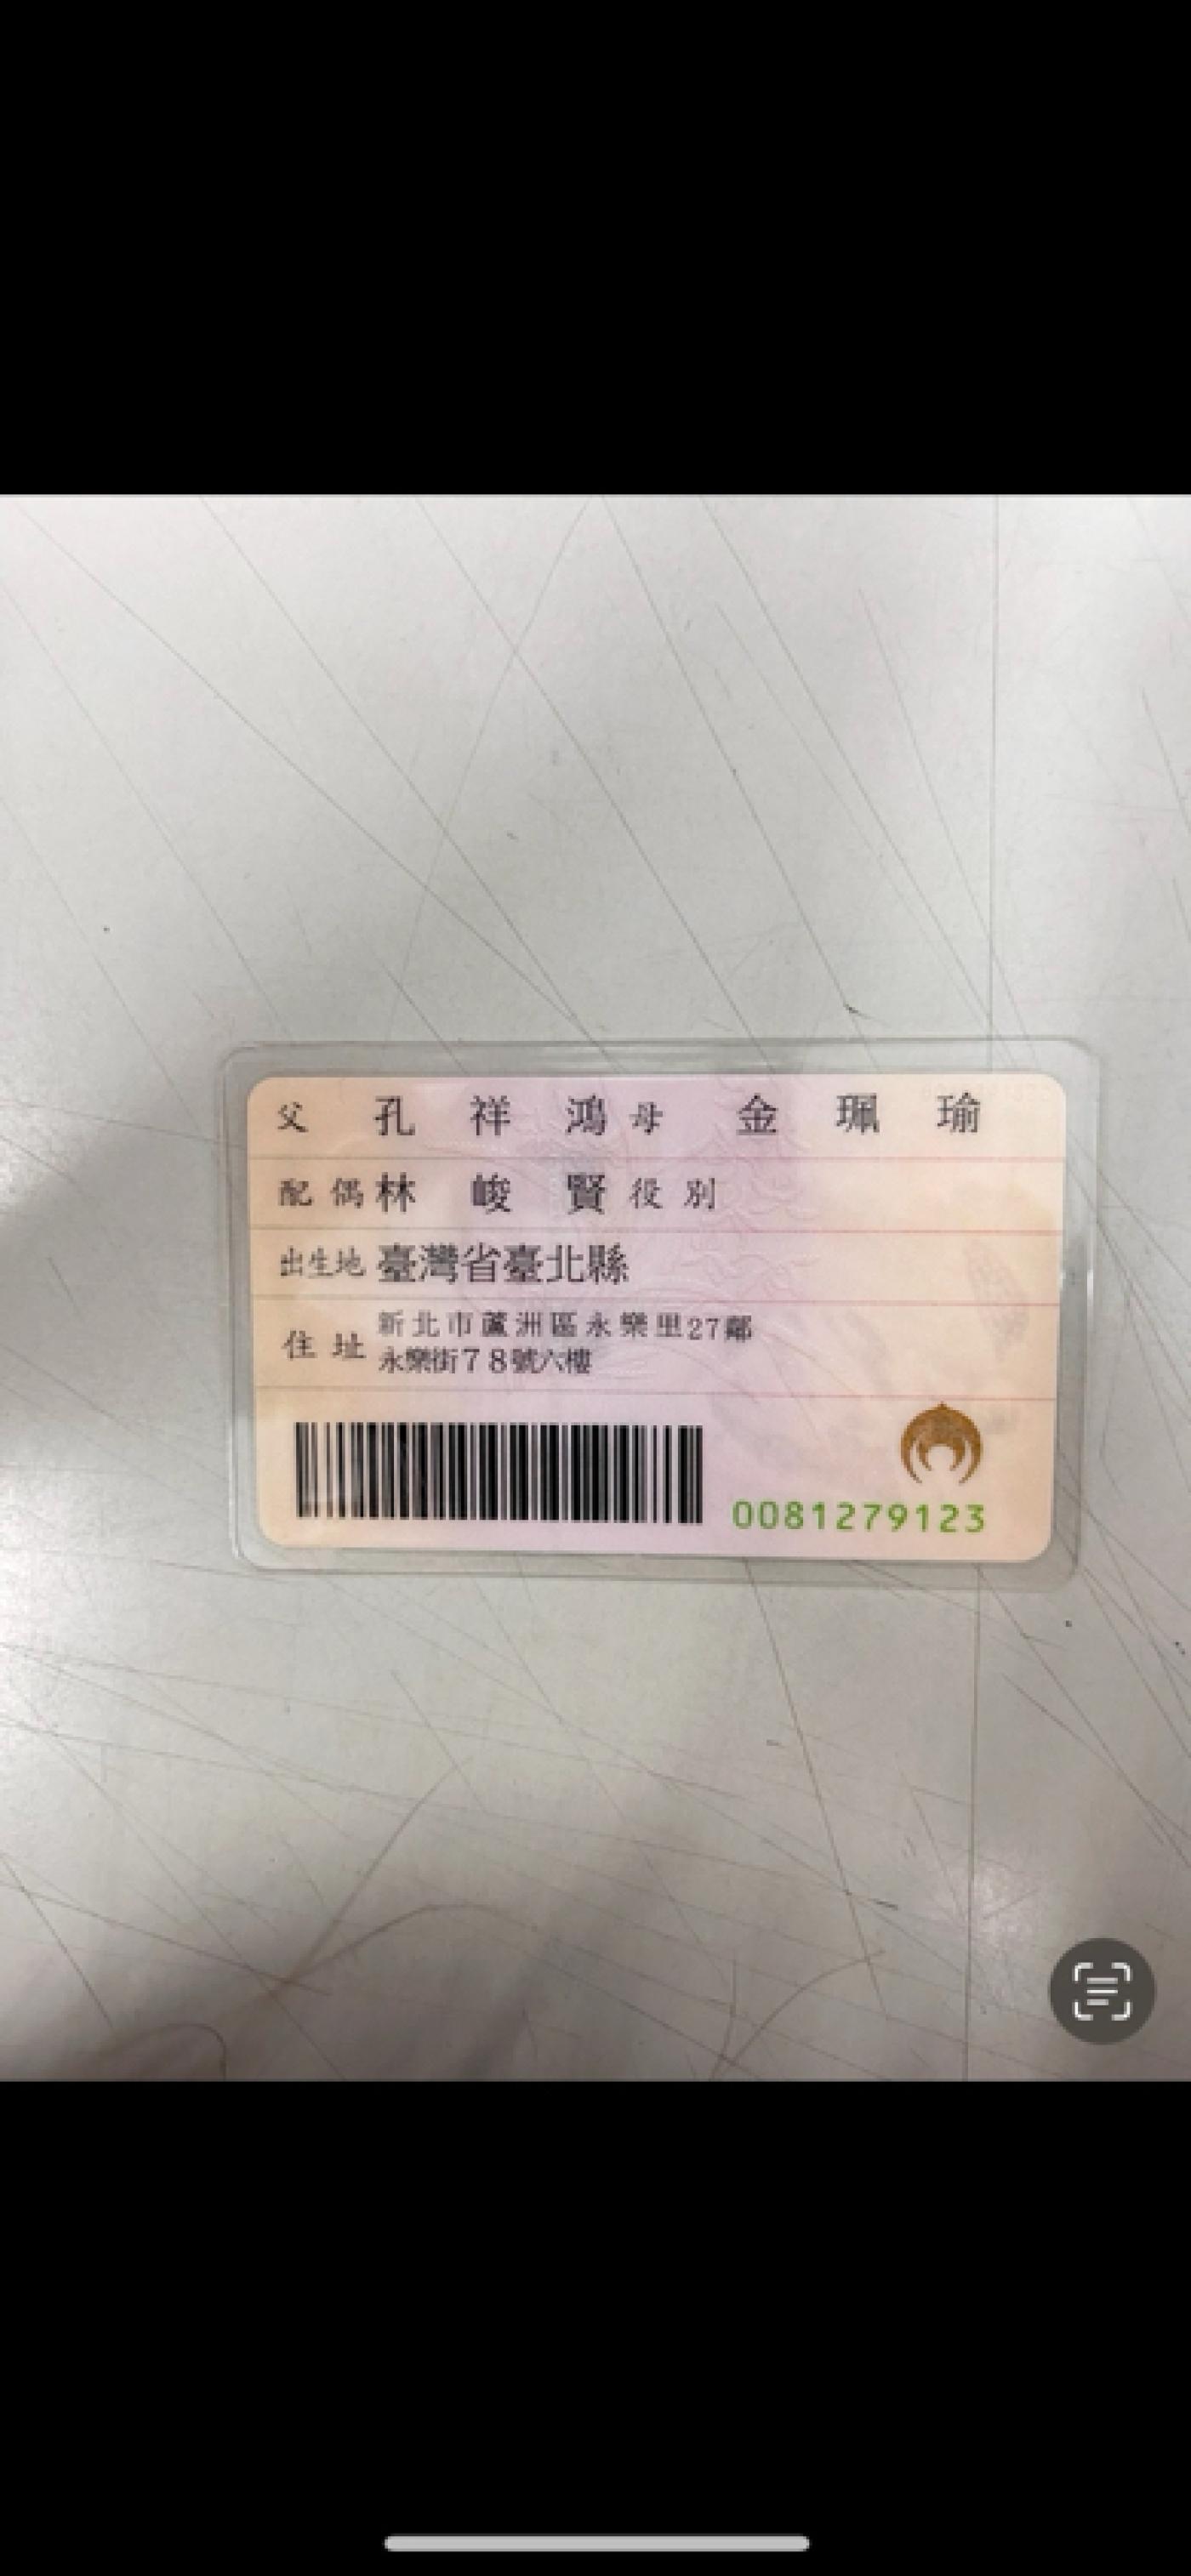 父 孔祥鴻 母 金珮瑜
配偶 林峻賢 役別
出生地 臺灣省臺北縣
住址 新北市蘆洲區永樂里27鄰
永樂街78號六樓
0081279123